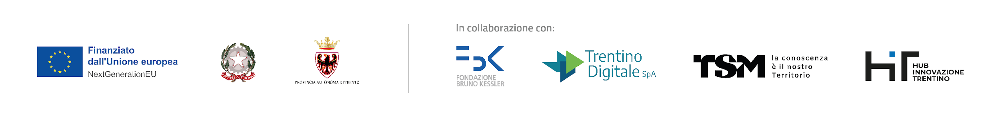 Finanziato
dall'Unione europea
NextGenerationEU
REPVBBLICA ITALIANA
PROVINCIA AUTONOMA DI TRENTO
In collaborazione con:
FBK
FONDAZIONE
BRUNO KESSLER
Trentino
Digitale SpA
TSM
la conoscenza
è il nostro
Territorio
HIT
HUB
INNOVAZIONE
TRENTINO